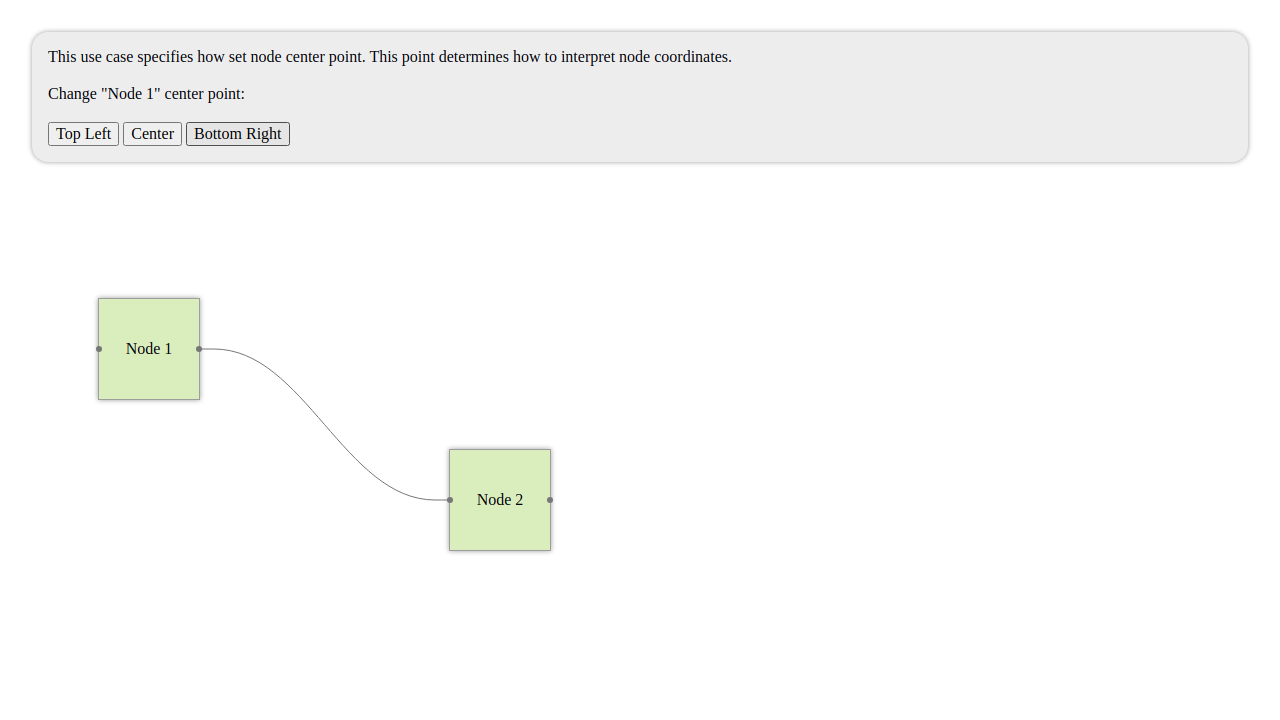 This use case specifies how set node center point. This point determines how to interpret node coordinates.
Change "Node 1" center point:
Top Left Center Bottom Right
Node 1
Node 2